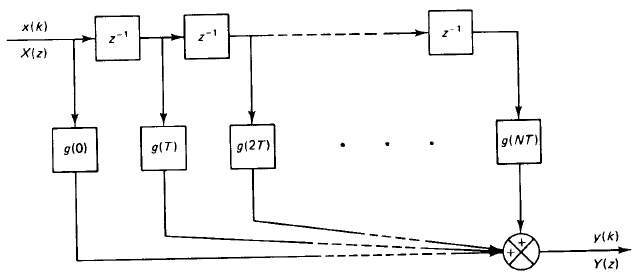 x(k)
X(z)
z⁻¹
z⁻¹
z⁻¹
g(0)
g(T)
g(2T)
. . .
g(NT)
+
+
y(k)
Y(z)